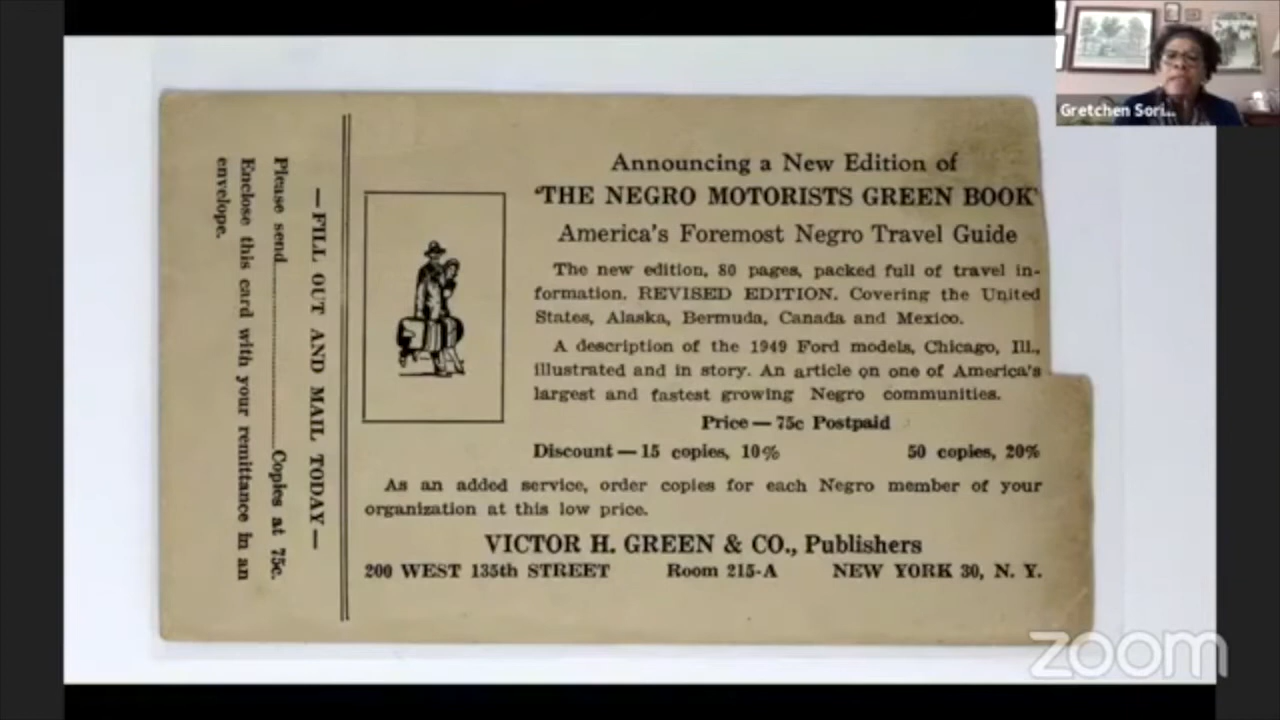 Gretchen Sori...
Announcing a New Edition of
'THE NEGRO MOTORISTS GREEN BOOK'
America's Foremost Negro Travel Guide
The new edition, 80 pages, packed full of travel in-
formation. REVISED EDITION. Covering the United
States, Alaska, Bermuda, Canada and Mexico.
A description of the 1949 Ford models, Chicago, Ill.,
illustrated and in story. An article on one of America's
largest and fastest growing Negro communities.
Price — 75c Postpaid
Discount — 15 copies, 10% 50 copies, 20%
As an added service, order copies for each Negro member of your
organization at this low price.
VICTOR H. GREEN & CO., Publishers
200 WEST 135th STREET Room 215-A NEW YORK 30, N. Y.
— FILL OUT AND MAIL TODAY —
Please send..............................Copies at 75c.
Enclose this card with your remittance in an
envelope.
zoom